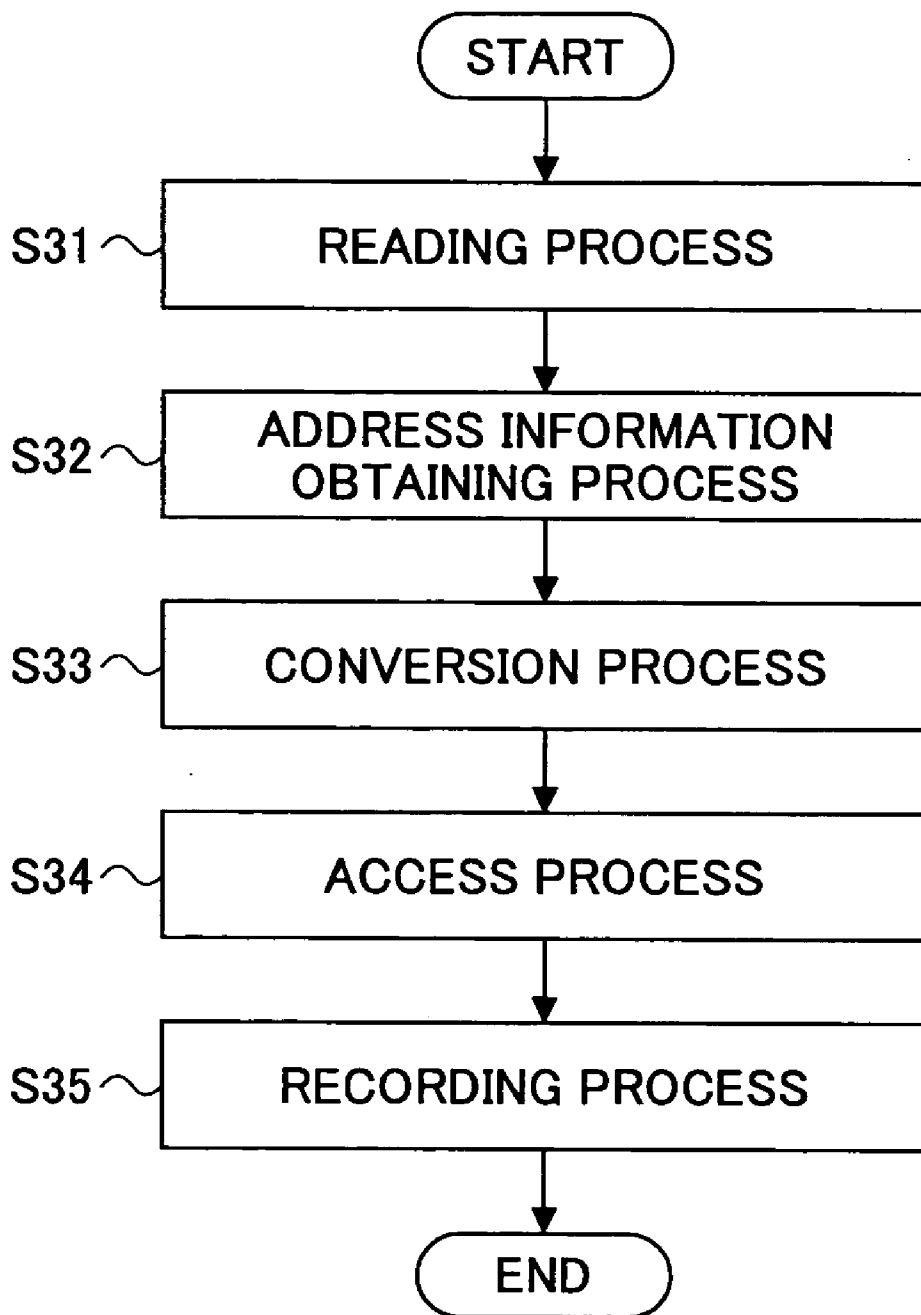 START
S31 READING PROCESS
S32 ADDRESS INFORMATION
OBTAINING PROCESS
S33 CONVERSION PROCESS
S34 ACCESS PROCESS
S35 RECORDING PROCESS
END